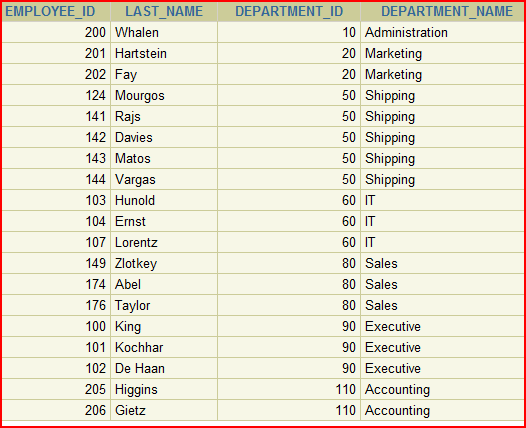 EMPLOYEE_ID LAST_NAME DEPARTMENT_ID DEPARTMENT_NAME
200 Whalen 10 Administration
201 Hartstein 20 Marketing
202 Fay 20 Marketing
124 Mourgos 50 Shipping
141 Rajs 50 Shipping
142 Davies 50 Shipping
143 Matos 50 Shipping
144 Vargas 50 Shipping
103 Hunold 60 IT
104 Ernst 60 IT
107 Lorentz 60 IT
149 Zlotkey 80 Sales
174 Abel 80 Sales
176 Taylor 80 Sales
100 King 90 Executive
101 Kochhar 90 Executive
102 De Haan 90 Executive
205 Higgins 110 Accounting
206 Gietz 110 Accounting